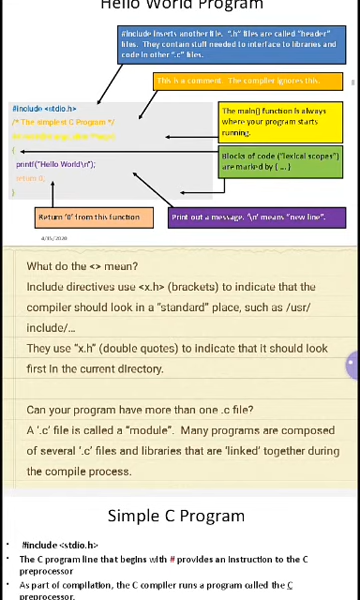 Hello World Program
#include inserts another file. ".h" files are called "header"
files. They contain stuff needed to interface to libraries and
code in other ".c" files.
This is a comment. The compiler ignores this.
#include <stdio.h>
/* The simplest C Program */
The main() function is always
where your program starts
running.
{
Blocks of code ("lexical scopes")
are marked by { … }
printf("Hello World\n");
return 0;
}
Return '0' from this function
Print out a message. '\n' means "new line".
What do the <> mean?
Include directives use <x.h> (brackets) to indicate that the
compiler should look in a "standard" place, such as /usr/
include/...
They use "x.h" (double quotes) to indicate that it should look
first in the current directory.
Can your program have more than one .c file?
A '.c' file is called a "module". Many programs are composed
of several '.c' files and libraries that are 'linked' together during
the compile process.
Simple C Program
• #include <stdio.h>
• The C program line that begins with # provides an instruction to the C
preprocessor
• As part of compilation, the C compiler runs a program called the C
preprocessor.